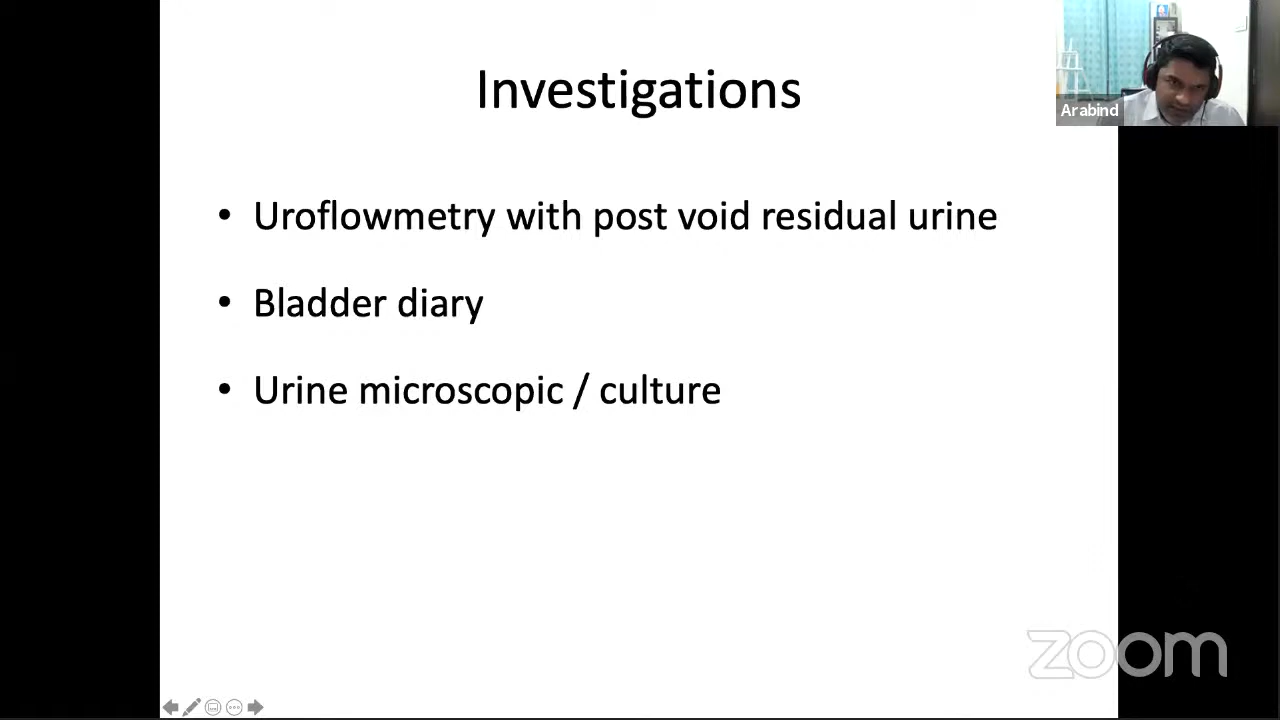 Investigations
Arabind
• Uroflowmetry with post void residual urine
• Bladder diary
• Urine microscopic / culture
zoom